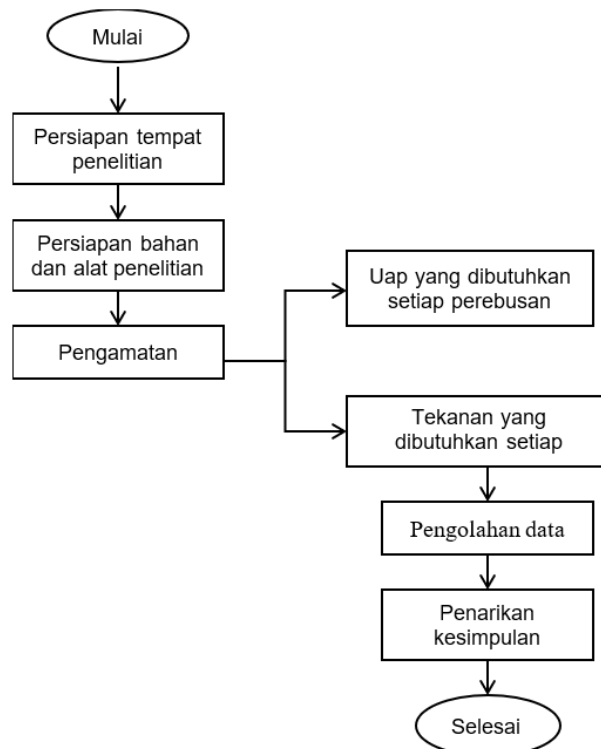 Mulai
Persiapan tempat
penelitian
Persiapan bahan
dan alat penelitian
Pengamatan
Uap yang dibutuhkan
setiap perebusan
Tekanan yang
dibutuhkan setiap
Pengolahan data
Penarikan
kesimpulan
Selesai